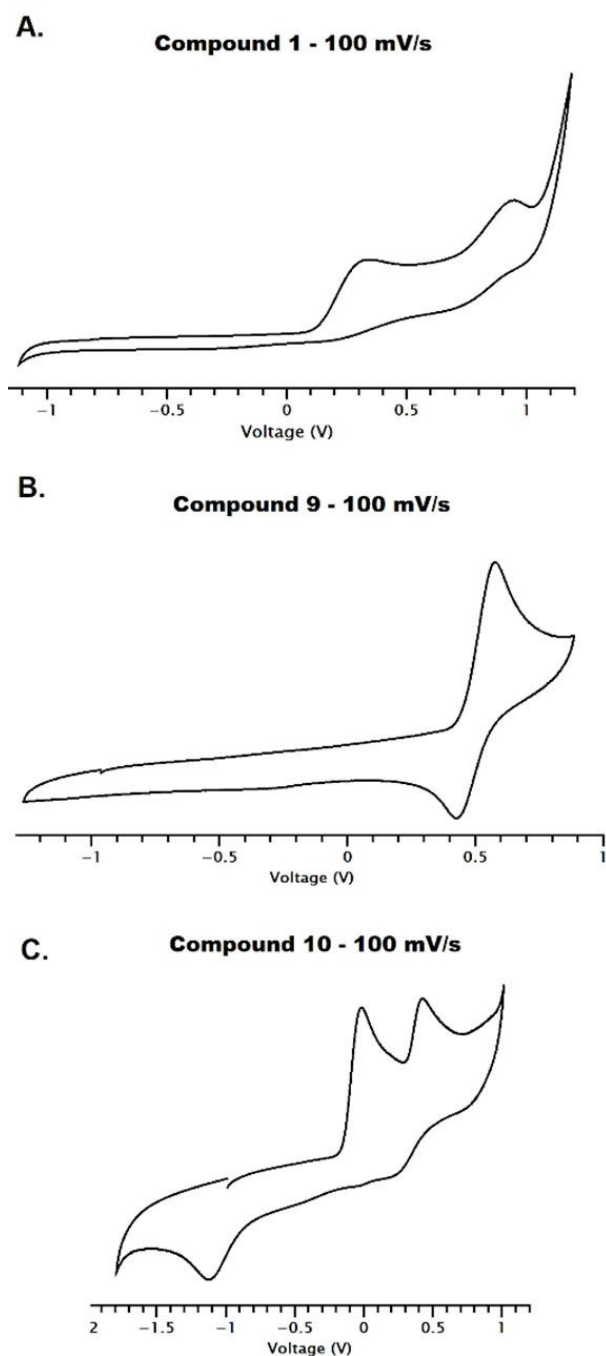 A.
Compound 1 - 100 mV/s
−1 −0.5 0 0.5 1
Voltage (V)
B.
Compound 9 - 100 mV/s
−1 −0.5 0 0.5 1
Voltage (V)
C.
Compound 10 - 100 mV/s
2 −1.5 −1 −0.5 0 0.5 1
Voltage (V)